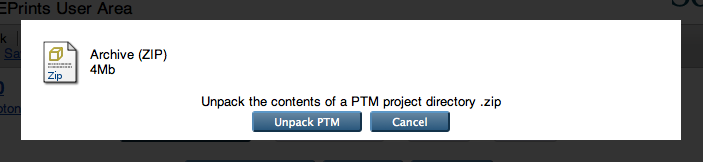 EPrints User Area
Archive (ZIP)
4Mb
Zip
Unpack the contents of a PTM project directory .zip
Unpack PTM
Cancel